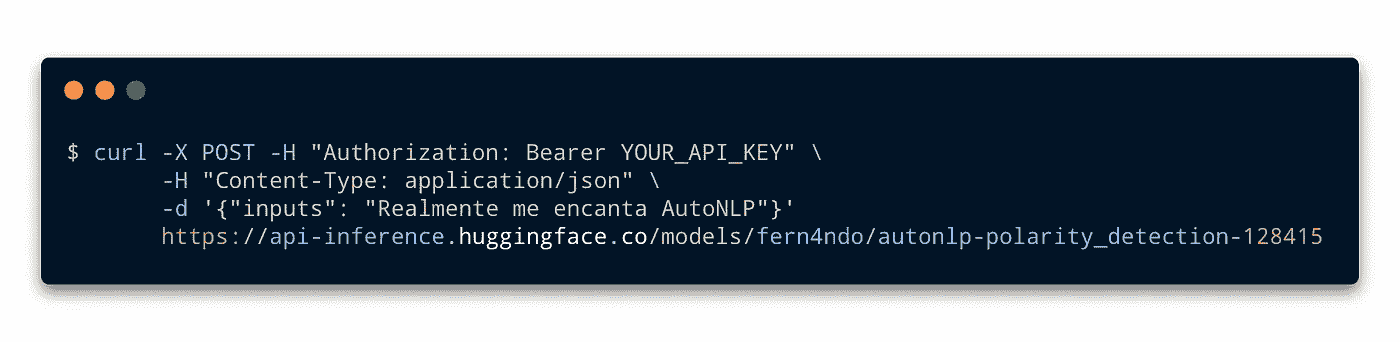 $ curl -X POST -H "Authorization: Bearer YOUR_API_KEY" \
-H "Content-Type: application/json" \
-d '{"inputs": "Realmente me encanta AutoNLP"}'
https://api-inference.huggingface.co/models/fern4ndo/autonlp-polarity_detection-128415